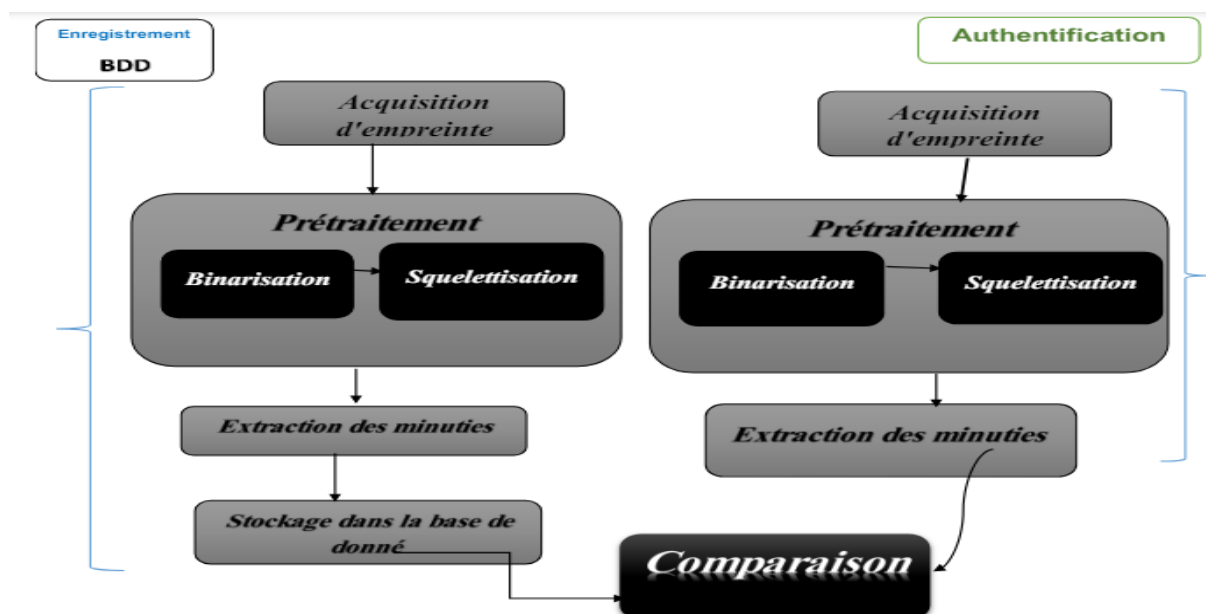 Enregistrement
BDD
Authentification
Acquisition
d'empreinte
Prétraitement
Binarisation
Squelettisation
Extraction des minuties
Stockage dans la base de
donné
Acquisition
d'empreinte
Prétraitement
Binarisation
Squelettisation
Extraction des minuties
Comparaison